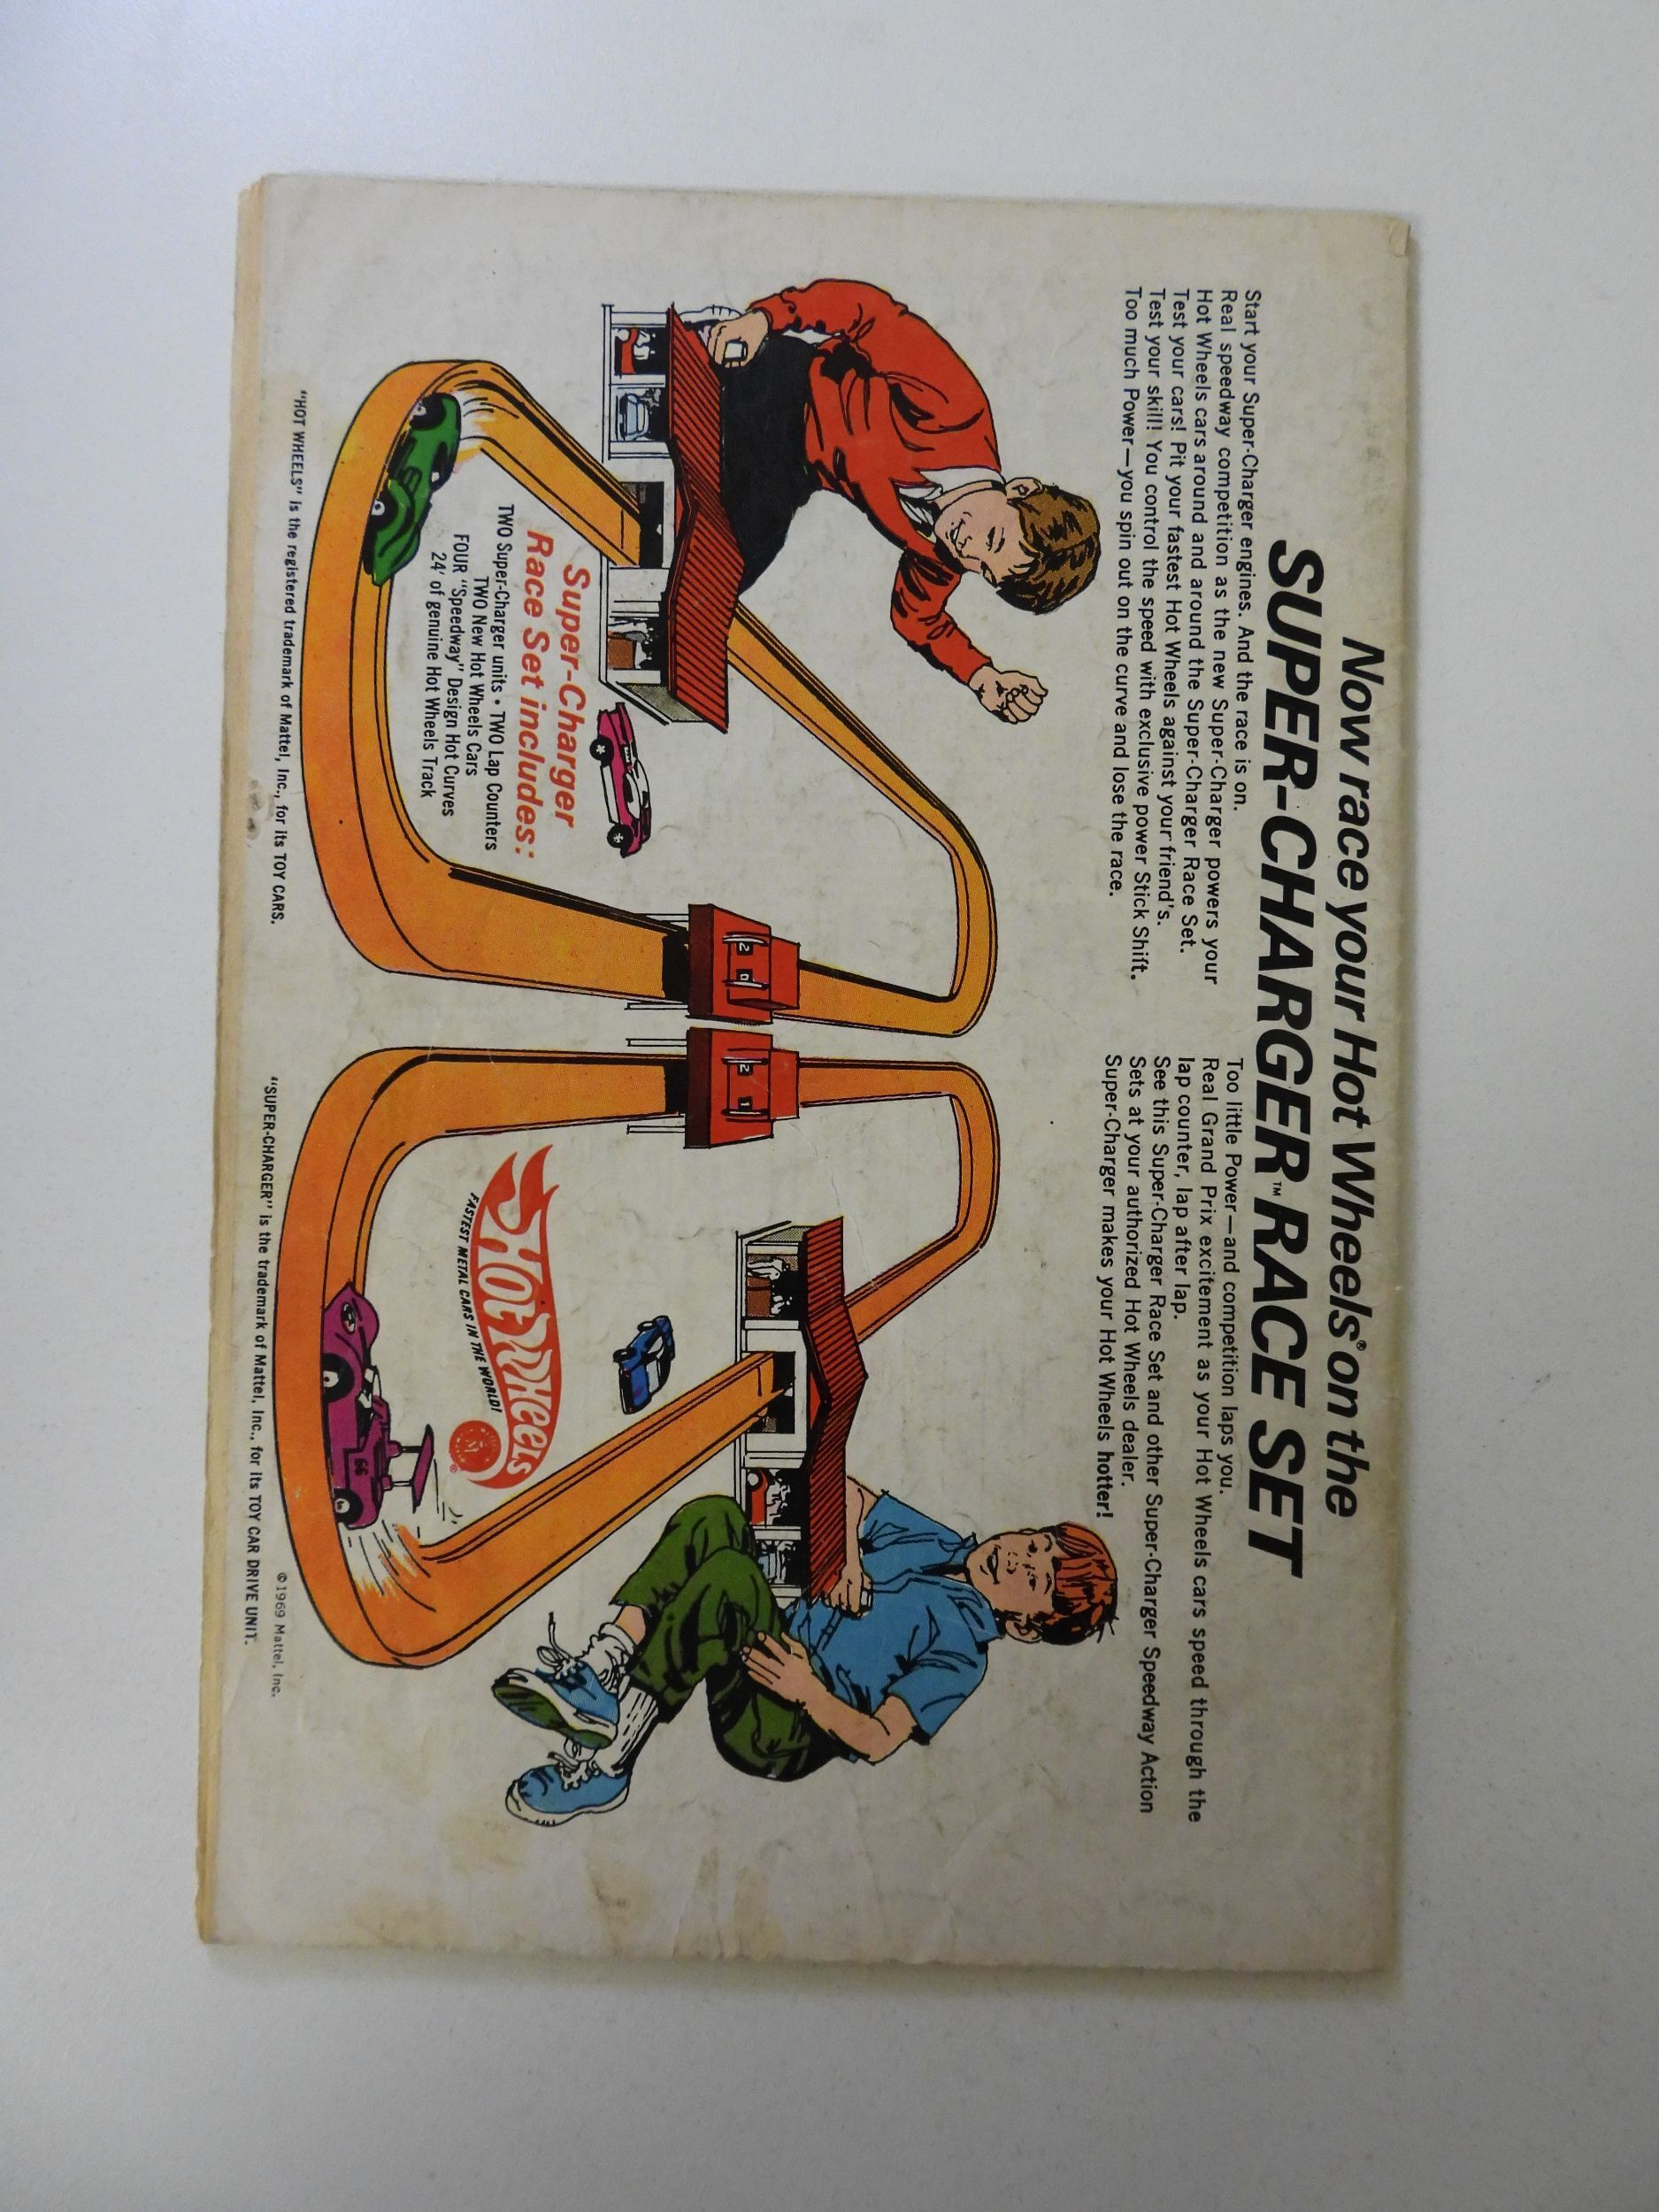 Now race your Hot Wheels® on the
SUPER-CHARGER™ RACE SET
Start your Super-Charger engines. And the race is on.
Real speedway competition as the new Super-Charger powers your
Hot Wheels cars around and around the Super-Charger Race Set.
Test your cars! Pit your fastest Hot Wheels against your friend's.
Test your skill! You control the speed with exclusive power Stick Shift.
Too much Power—you spin out on the curve and lose the race.
Too little Power—and competition laps you.
Real Grand Prix excitement as your Hot Wheels cars speed through the
lap counter, lap after lap.
See this Super-Charger Race Set and other Super-Charger Speedway Action
Sets at your authorized Hot Wheels dealer.
Super-Charger makes your Hot Wheels hotter!
2 0
2 1
Super-Charger
Race Set includes:
TWO Super-Charger units • TWO Lap Counters
TWO New Hot Wheels Cars
FOUR "Speedway" Design Hot Curves
24' of genuine Hot Wheels Track
Hot Wheels
FASTEST METAL CARS IN THE WORLD!
®
66
"HOT WHEELS" is the registered trademark of Mattel, Inc., for its TOY CARS.
"SUPER-CHARGER" is the trademark of Mattel, Inc., for its TOY CAR DRIVE UNIT.
© 1969 Mattel, Inc.